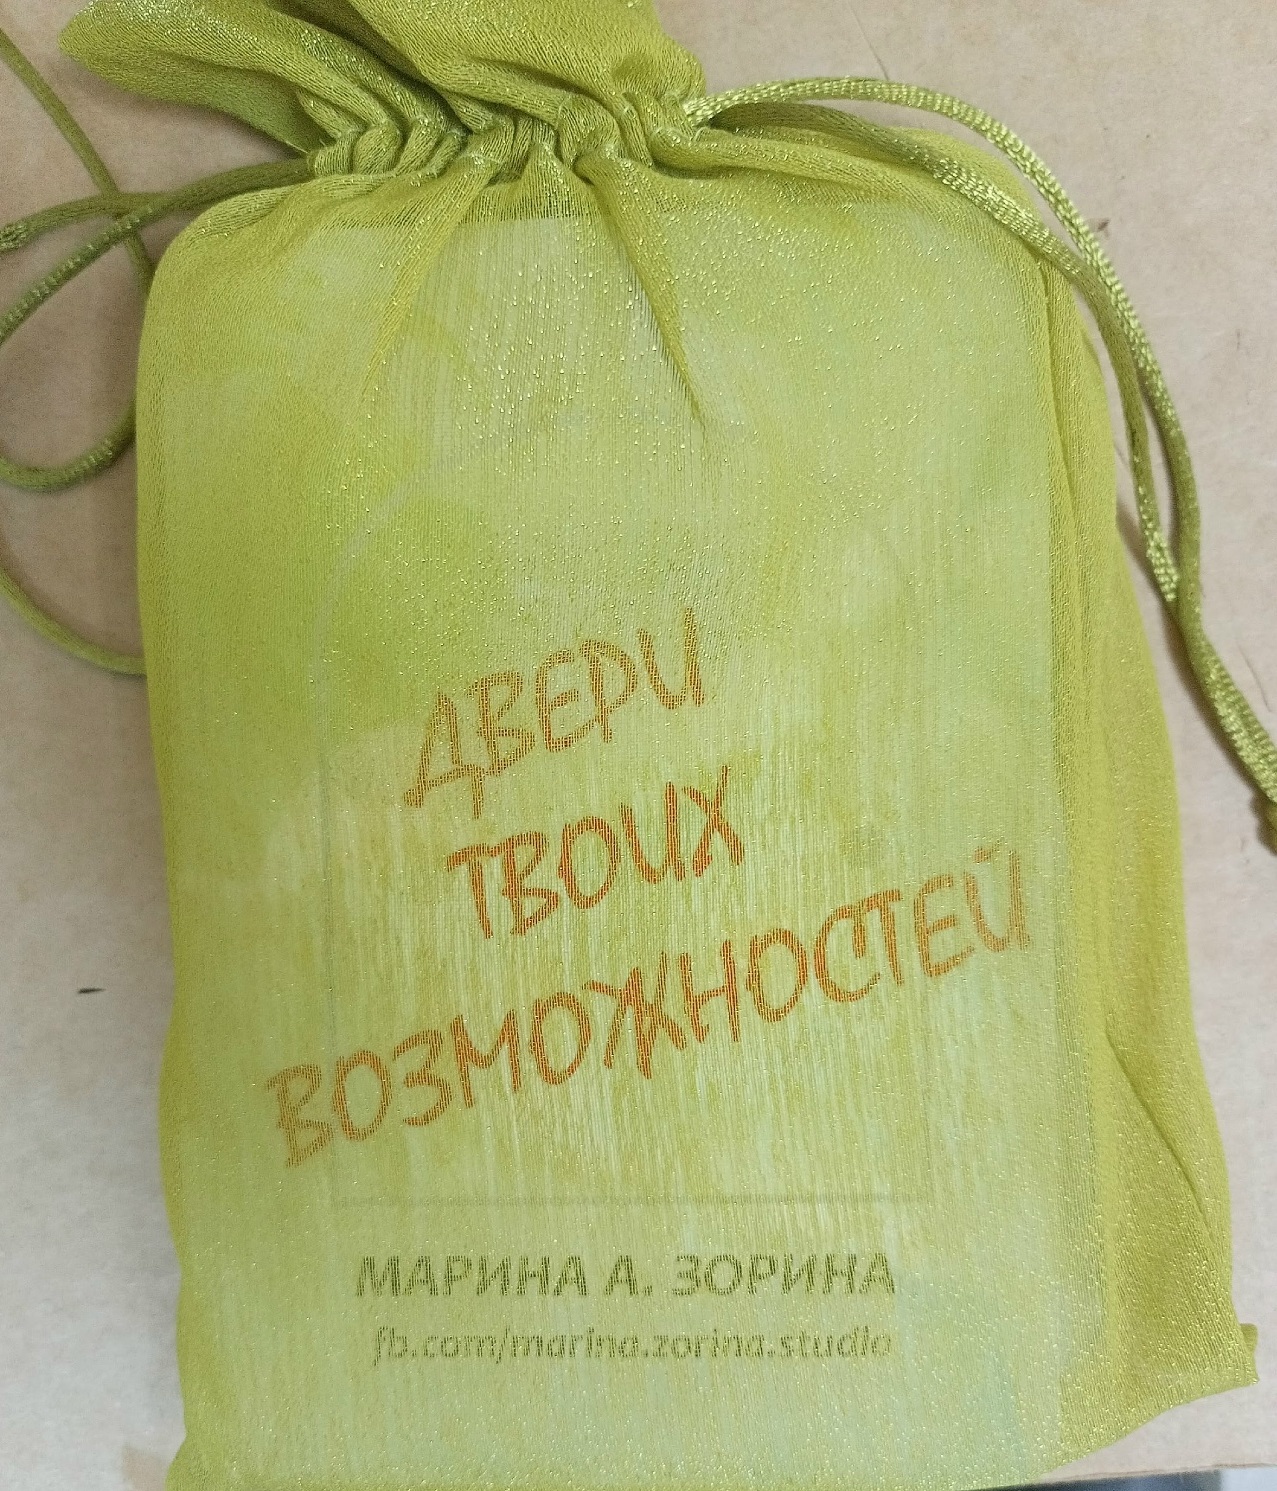 ДВЕРИ
ТВОИХ
ВОЗМОЖНОСТЕЙ
МАРИНА А. ЗОРИНА
fb.com/marina.zorina.studio